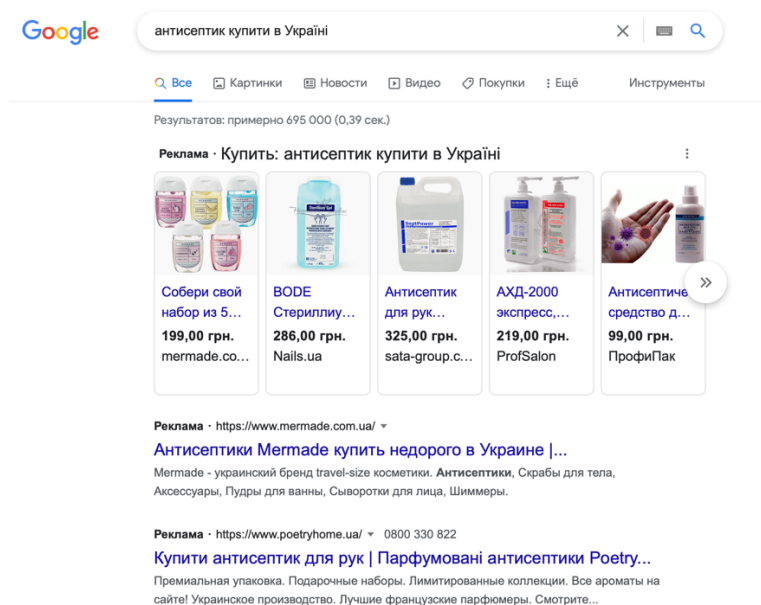 Google
антисептик купити в Україні
Все Картинки Новости Видео Покупки Ещё Инструменты
Результатов: примерно 695 000 (0,39 сек.)
Реклама · Купить: антисептик купити в Україні
Собери свой набор из 5...
199,00 грн.
mermade.co...
BODE Стериллиу...
286,00 грн.
Nails.ua
SeptPower
Антисептик для рук...
325,00 грн.
sata-group.c...
АХД-2000 экспресс,...
219,00 грн.
ProfSalon
Антисептиче
средство д...
99,00 грн.
ПрофиПак
Реклама · https://www.mermade.com.ua/
Антисептики Mermade купить недорого в Украине |...
Mermade - украинский бренд travel-size косметики. Антисептики, Скрабы для тела,
Аксессуары, Пудры для ванны, Сыворотки для лица, Шиммеры.
Реклама · https://www.poetryhome.ua/ 0800 330 822
Купити антисептик для рук | Парфумовані антисептики Poetry...
Премиальная упаковка. Подарочные наборы. Лимитированные коллекции. Все ароматы на
сайте! Украинское производство. Лучшие французские парфюмеры. Смотрите...